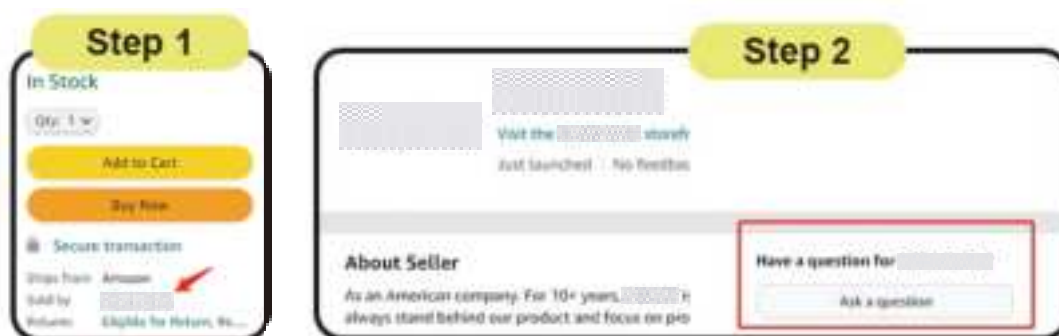 Step 1
In Stock
Qty: 1
Add to Cart
Buy Now
Secure transaction
Ships from Amazon
Sold by
Returns Eligible for Return, Re...
Step 2
Visit the storefr
Just launched No feedbac
About Seller
As an American company. For 10+ years,
always stand behind our product and focus on pro
Have a question for
Ask a question